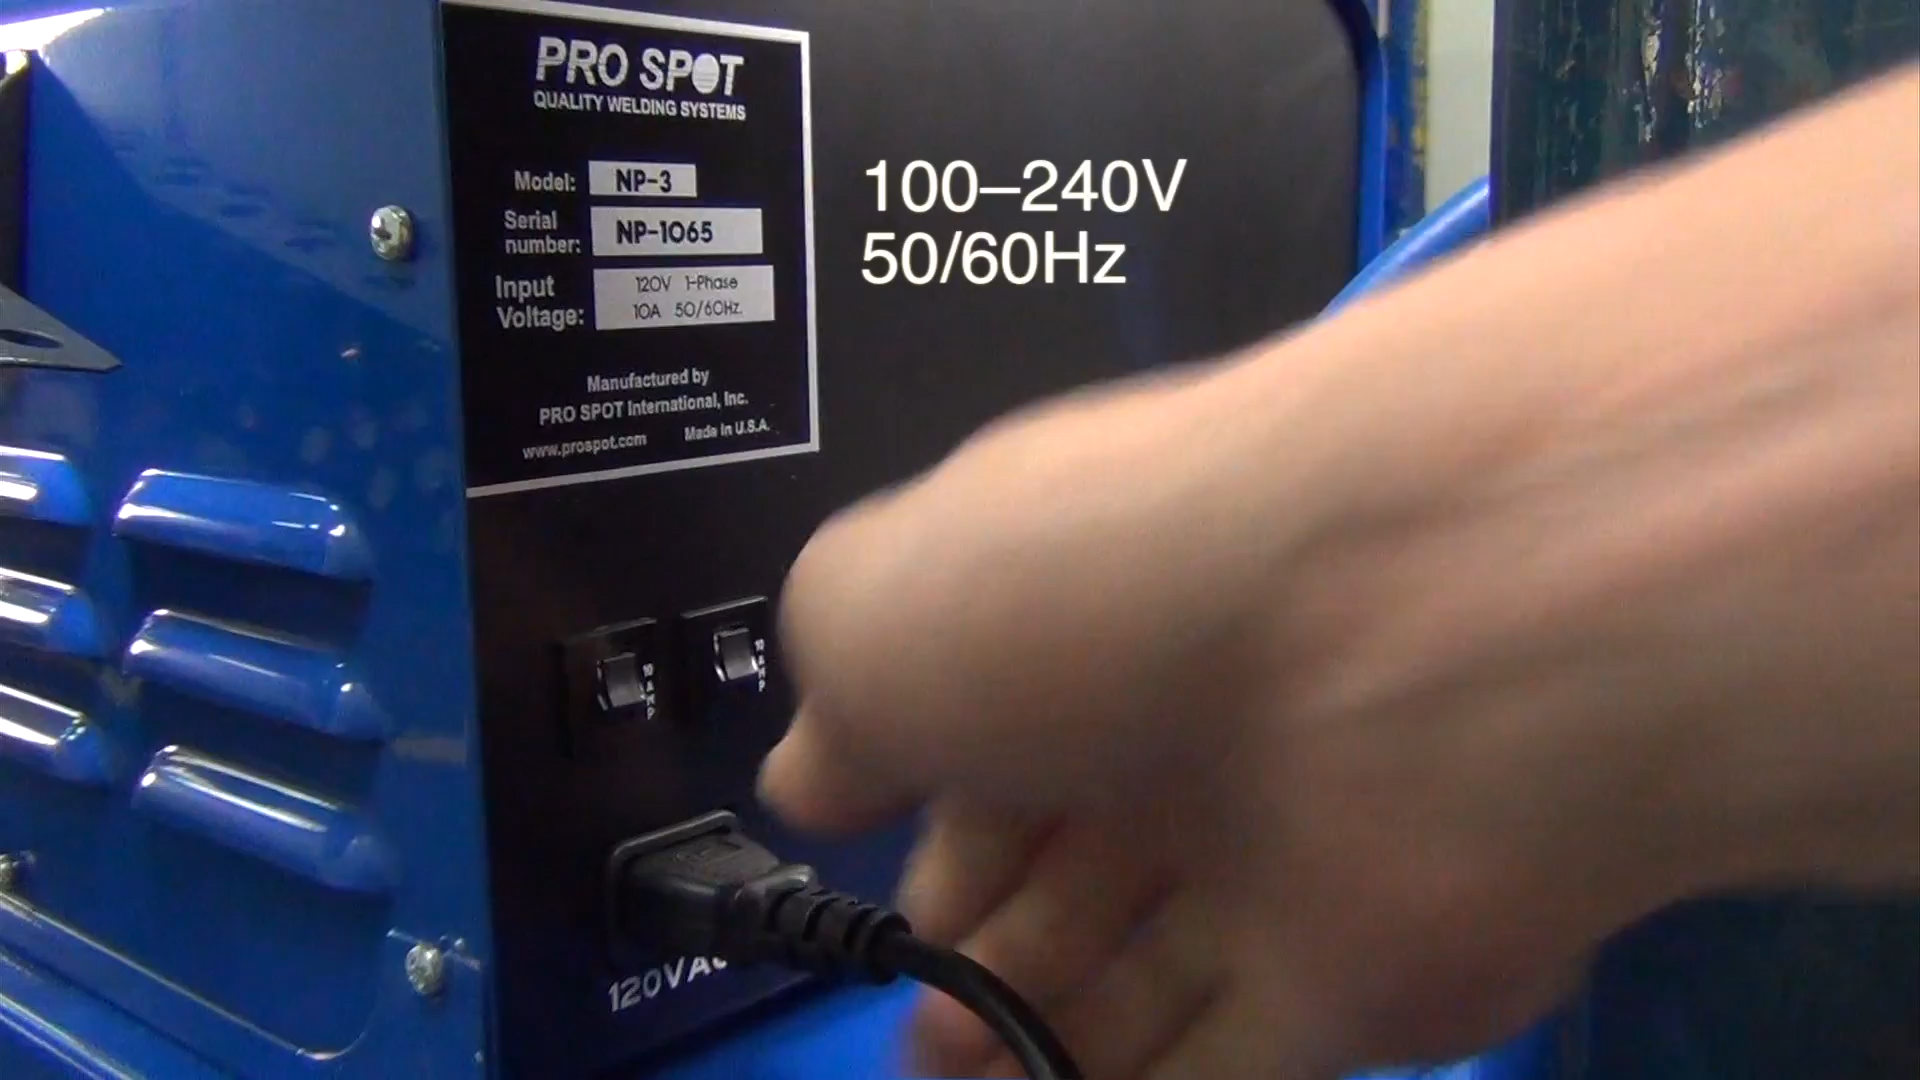 PRO SPOT
QUALITY WELDING SYSTEMS
Model: NP-3
Serial number: NP-1065
Input Voltage: 120V 1-Phase
10A 50/60Hz.
Manufactured by
PRO SPOT International, Inc.
www.prospot.com Made in U.S.A.
100–240V
50/60Hz
10 AMP
10 AMP
120VAC